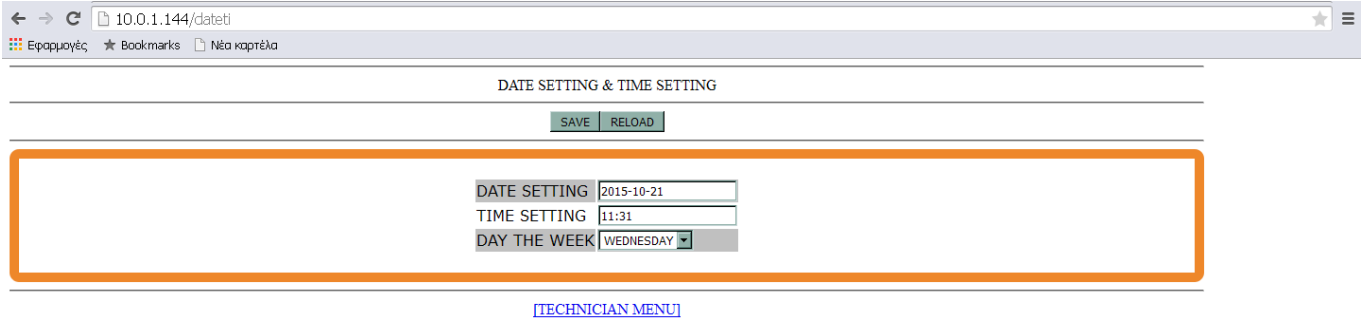 10.0.1.144/dateti
Εφαρμογές Bookmarks Νέα καρτέλα
DATE SETTING & TIME SETTING
SAVE RELOAD
DATE SETTING 2015-10-21
TIME SETTING 11:31
DAY THE WEEK WEDNESDAY
[TECHNICIAN MENU]